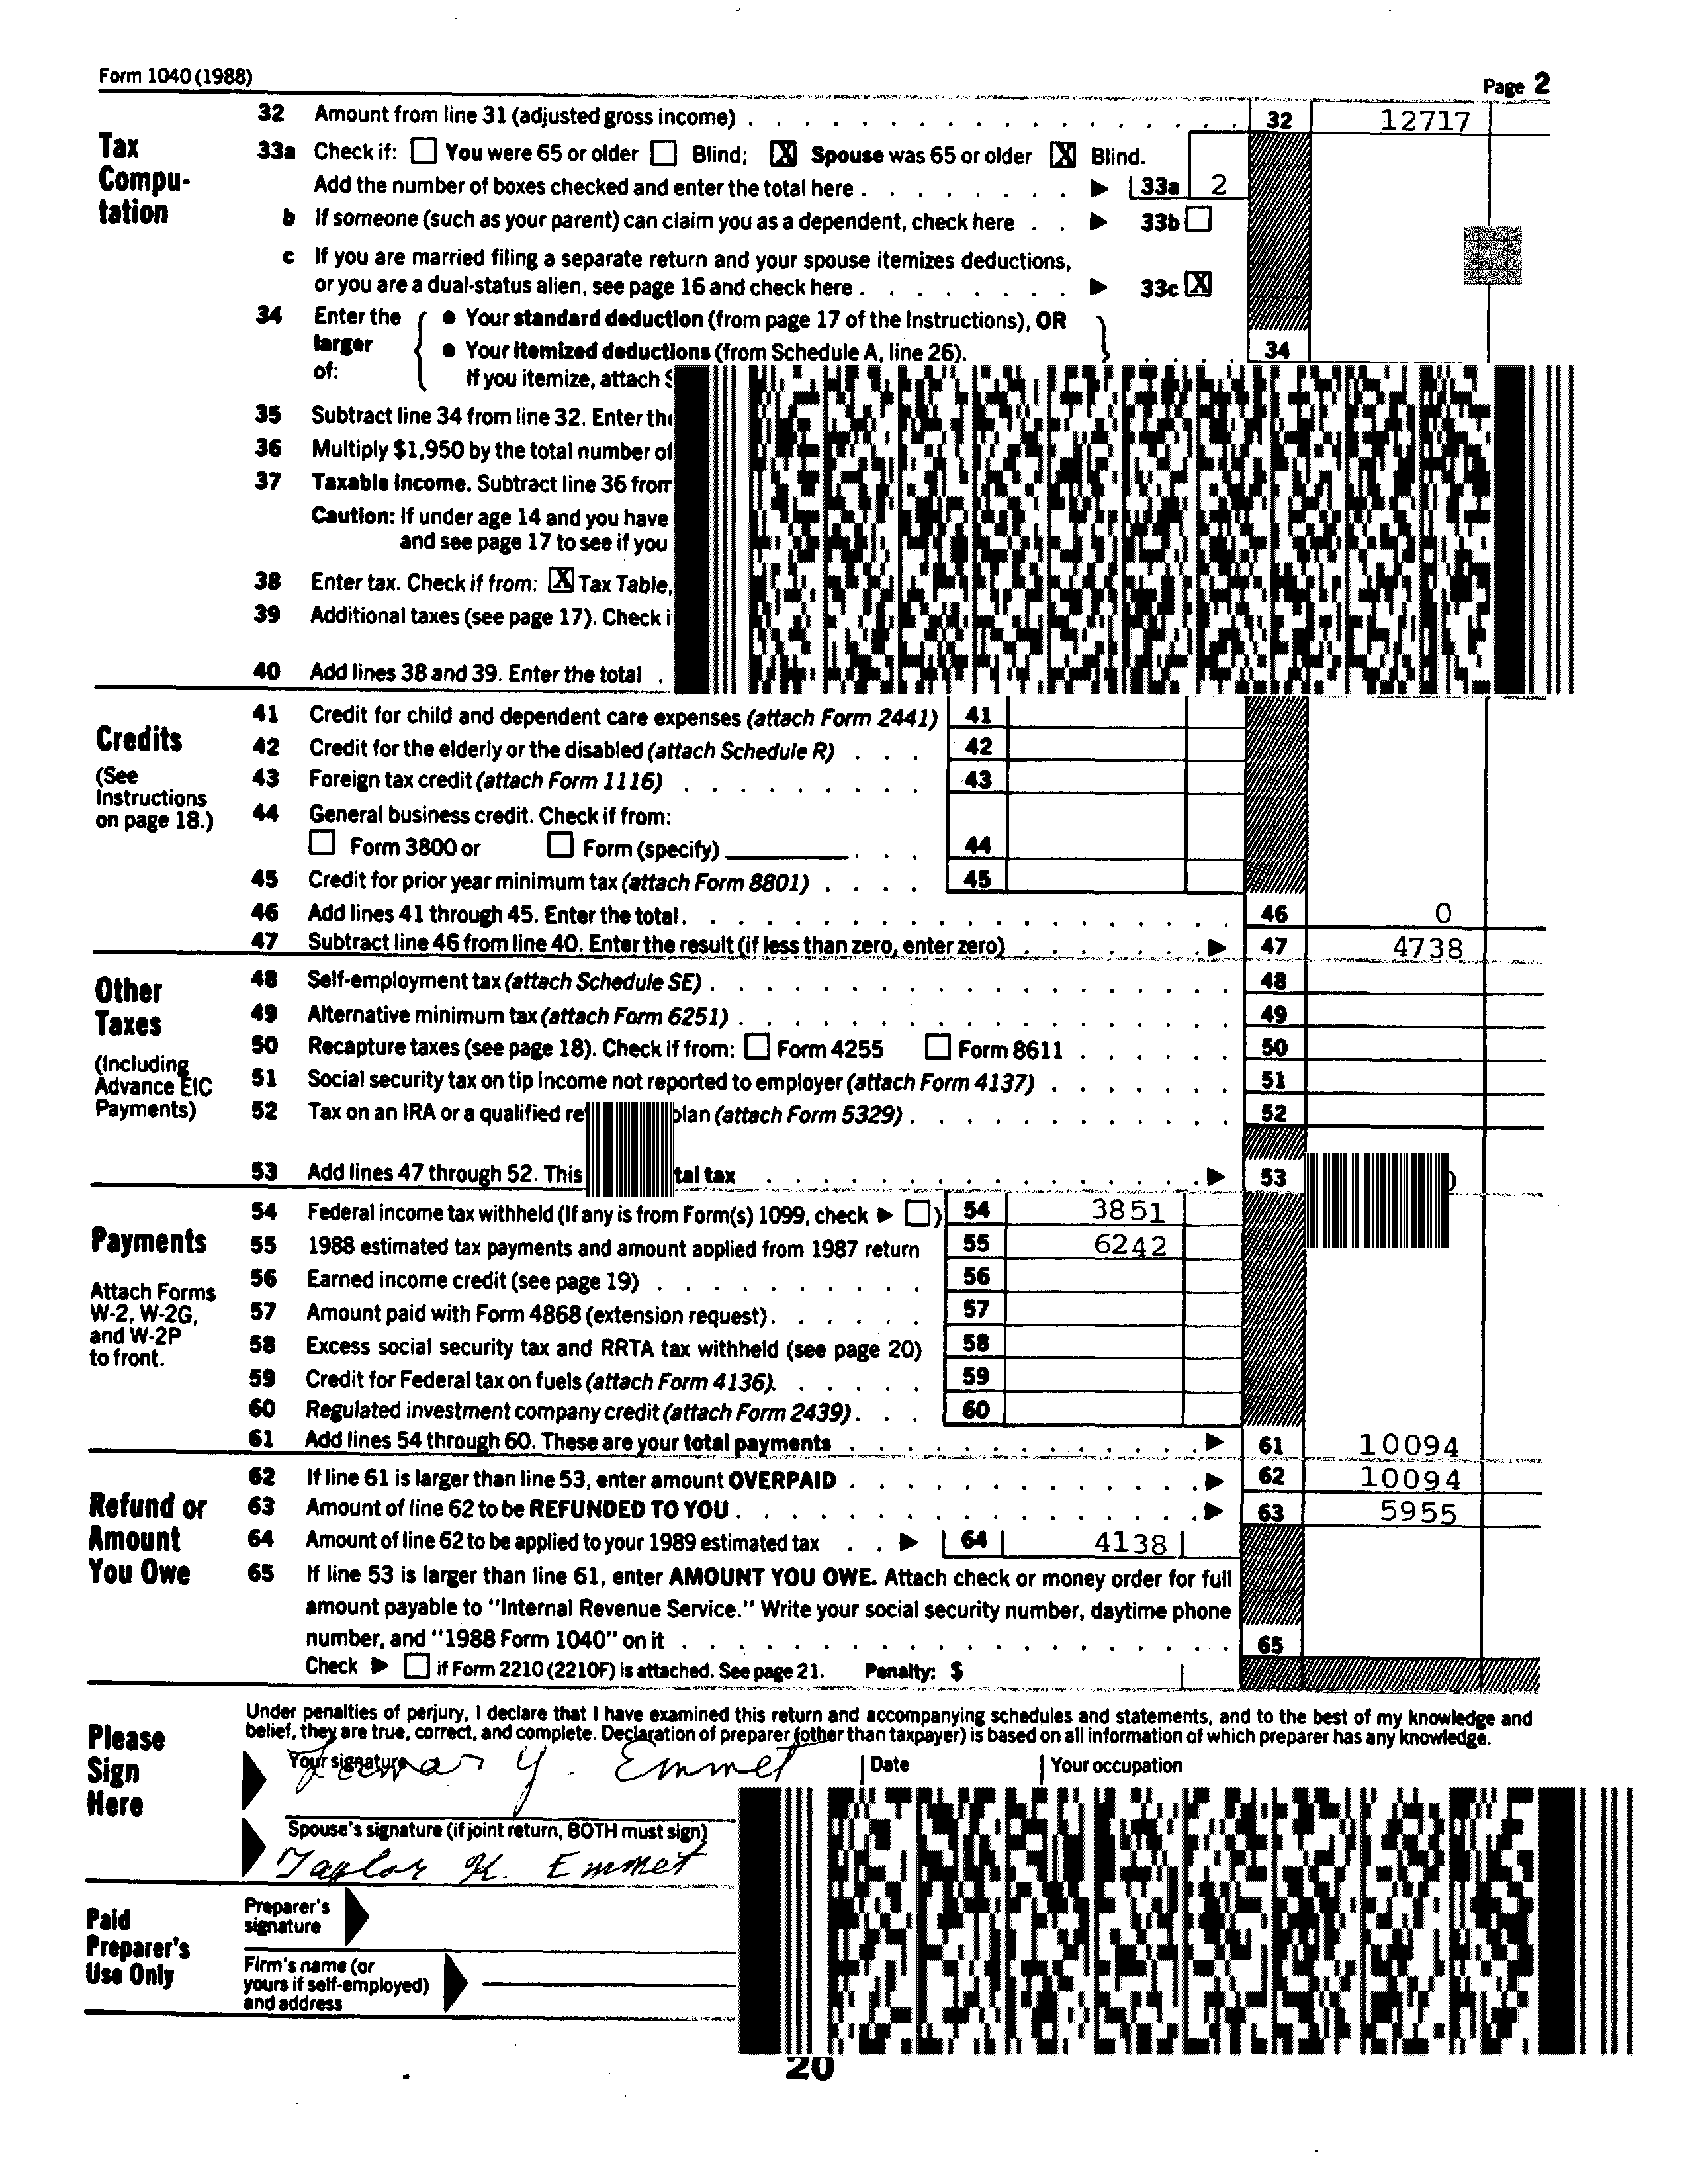 Form 1040 (1988)
Page 2
Tax Compu-tation
32 Amount from line 31 (adjusted gross income) 32 12717
33a Check if: You were 65 or older Blind; X Spouse was 65 or older X Blind.
Add the number of boxes checked and enter the total here 33a 2
b If someone (such as your parent) can claim you as a dependent, check here 33b
c If you are married filing a separate return and your spouse itemizes deductions,
or you are a dual-status alien, see page 16 and check here 33c X
34 Enter the larger of: { • Your standard deduction (from page 17 of the Instructions), OR
• Your itemized deductions (from Schedule A, line 26). } 34
If you itemize, attach
35 Subtract line 34 from line 32. Enter the
36 Multiply $1,950 by the total number of
37 Taxable income. Subtract line 36 from
Caution: If under age 14 and you have
and see page 17 to see if you
38 Enter tax. Check if from: X Tax Table,
39 Additional taxes (see page 17). Check
40 Add lines 38 and 39. Enter the total
Credits
(See Instructions on page 18.)
41 Credit for child and dependent care expenses (attach Form 2441) 41
42 Credit for the elderly or the disabled (attach Schedule R) 42
43 Foreign tax credit (attach Form 1116) 43
44 General business credit. Check if from:
Form 3800 or Form (specify) 44
45 Credit for prior year minimum tax (attach Form 8801) 45
46 Add lines 41 through 45. Enter the total 46 0
47 Subtract line 46 from line 40. Enter the result (if less than zero, enter zero) 47 4738
Other Taxes
(Including Advance EIC Payments)
48 Self-employment tax (attach Schedule SE) 48
49 Alternative minimum tax (attach Form 6251) 49
50 Recapture taxes (see page 18). Check if from: Form 4255 Form 8611 50
51 Social security tax on tip income not reported to employer (attach Form 4137) 51
52 Tax on an IRA or a qualified plan (attach Form 5329) 52
53 Add lines 47 through 52. This tal tax 53
Payments
Attach Forms W-2, W-2G, and W-2P to front.
54 Federal income tax withheld (If any is from Form(s) 1099, check ) 54 3851
55 1988 estimated tax payments and amount applied from 1987 return 55 6242
56 Earned income credit (see page 19) 56
57 Amount paid with Form 4868 (extension request) 57
58 Excess social security tax and RRTA tax withheld (see page 20) 58
59 Credit for Federal tax on fuels (attach Form 4136) 59
60 Regulated investment company credit (attach Form 2439) 60
61 Add lines 54 through 60. These are your total payments 61 10094
Refund or Amount You Owe
62 If line 61 is larger than line 53, enter amount OVERPAID 62 10094
63 Amount of line 62 to be REFUNDED TO YOU 63 5955
64 Amount of line 62 to be applied to your 1989 estimated tax 64 4138
65 If line 53 is larger than line 61, enter AMOUNT YOU OWE. Attach check or money order for full
amount payable to "Internal Revenue Service." Write your social security number, daytime phone
number, and "1988 Form 1040" on it 65
Check if Form 2210 (2210F) is attached. See page 21. Penalty: $
Please Sign Here
Under penalties of perjury, I declare that I have examined this return and accompanying schedules and statements, and to the best of my knowledge and
belief, they are true, correct, and complete. Declaration of preparer (other than taxpayer) is based on all information of which preparer has any knowledge.
Your signature Y. Emmet Date Your occupation
Spouse's signature (if joint return, BOTH must sign)
Taylor K. Emmet
Paid Preparer's Use Only
Preparer's signature
Firm's name (or yours if self-employed) and address
20